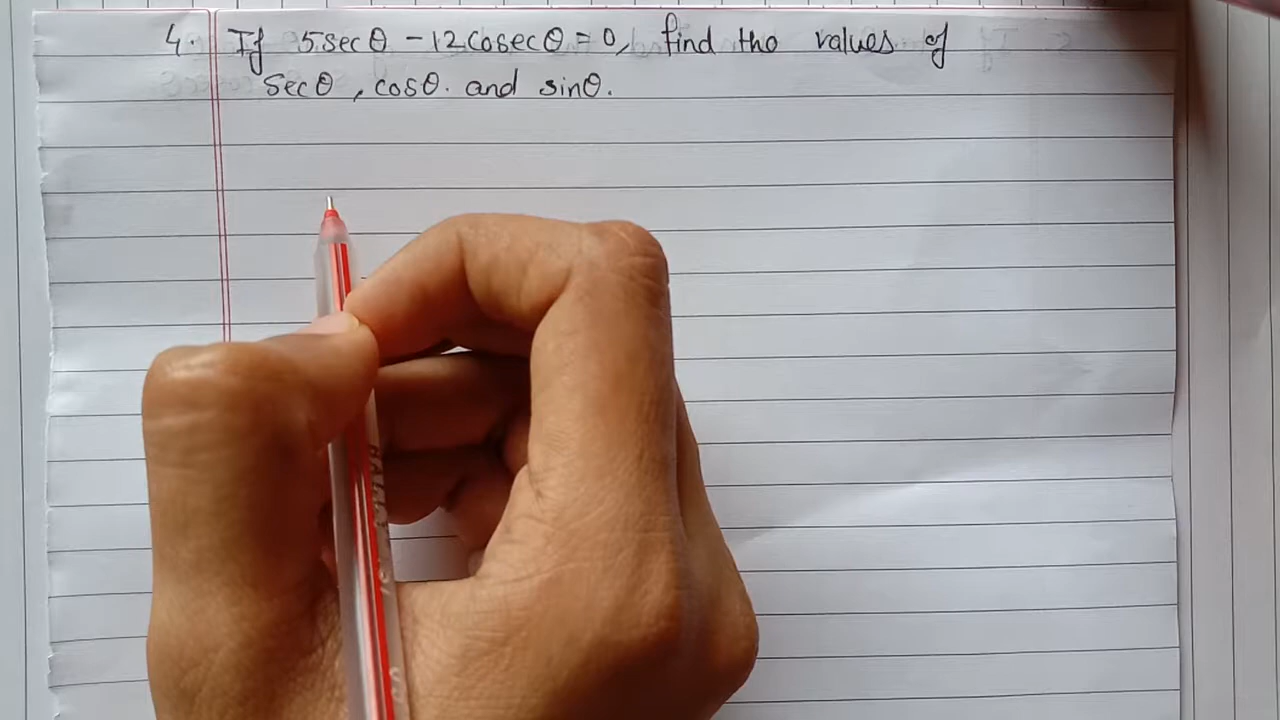 4. If 5secθ - 12cosecθ = 0, find the values of
secθ, cosθ. and sinθ.